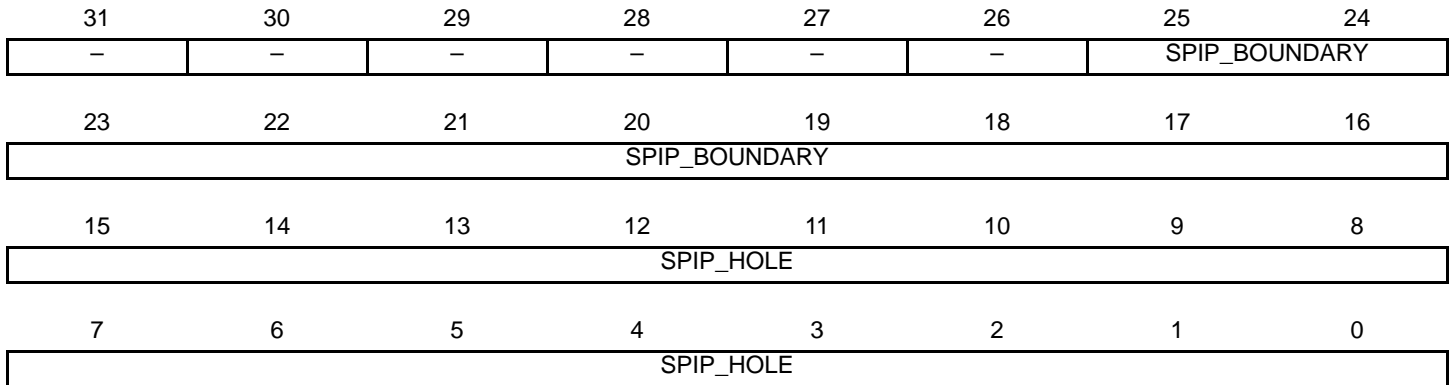 31 30 29 28 27 26 25 24
– – – – – – SPIP_BOUNDARY
23 22 21 20 19 18 17 16
SPIP_BOUNDARY
15 14 13 12 11 10 9 8
SPIP_HOLE
7 6 5 4 3 2 1 0
SPIP_HOLE